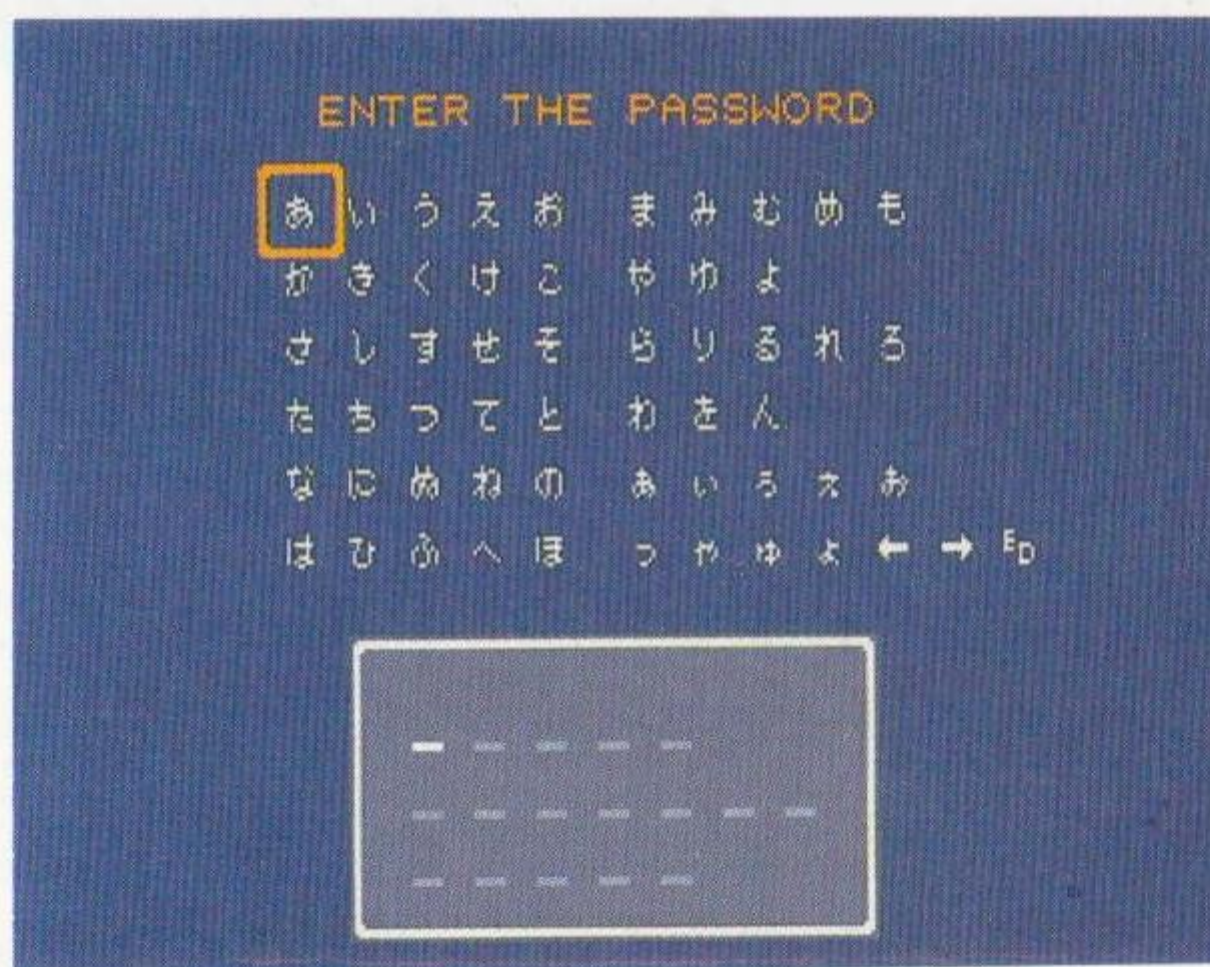 ENTER THE PASSWORD
あいうえお まみむめも
かきくけこ やゆよ
さしすせそ らりるれろ
たちつてと わをん
なにぬねの ぁぃぅぇぉ
はひふへほ っゃゅょ ← → ED